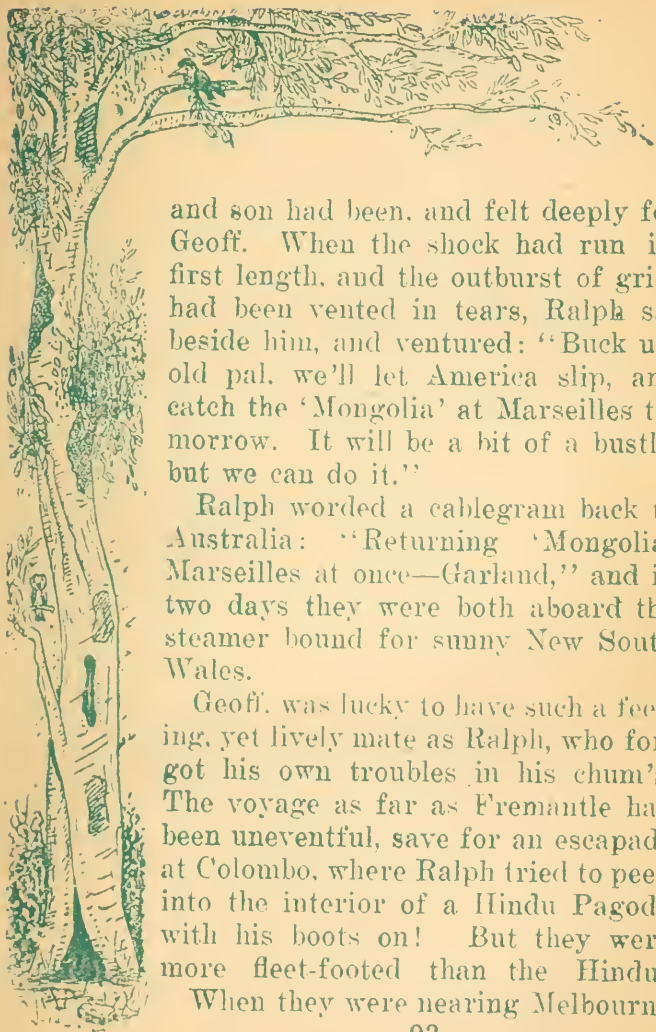 and son had been, and felt deeply f
Geoff. When the shock had run i
first length, and the outburst of gri
had been vented in tears, Ralph s
beside him, and ventured: "Buck u
old pal, we'll let America slip, an
catch the 'Mongolia' at Marseilles t
morrow. It will be a bit of a bustl
but we can do it."
Ralph worded a cablegram back t
Australia: "Returning 'Mongolia
Marseilles at once—Garland," and i
two days they were both aboard th
steamer bound for sunny New Sout
Wales.
Geoff. was lucky to have such a fee
ing, yet lively mate as Ralph, who for
got his own troubles in his chum's
The voyage as far as Fremantle ha
been uneventful, save for an escapad
at Colombo, where Ralph tried to pee
into the interior of a Hindu Pagod
with his boots on! But they wer
more fleet-footed than the Hindu
When they were nearing Melbourn